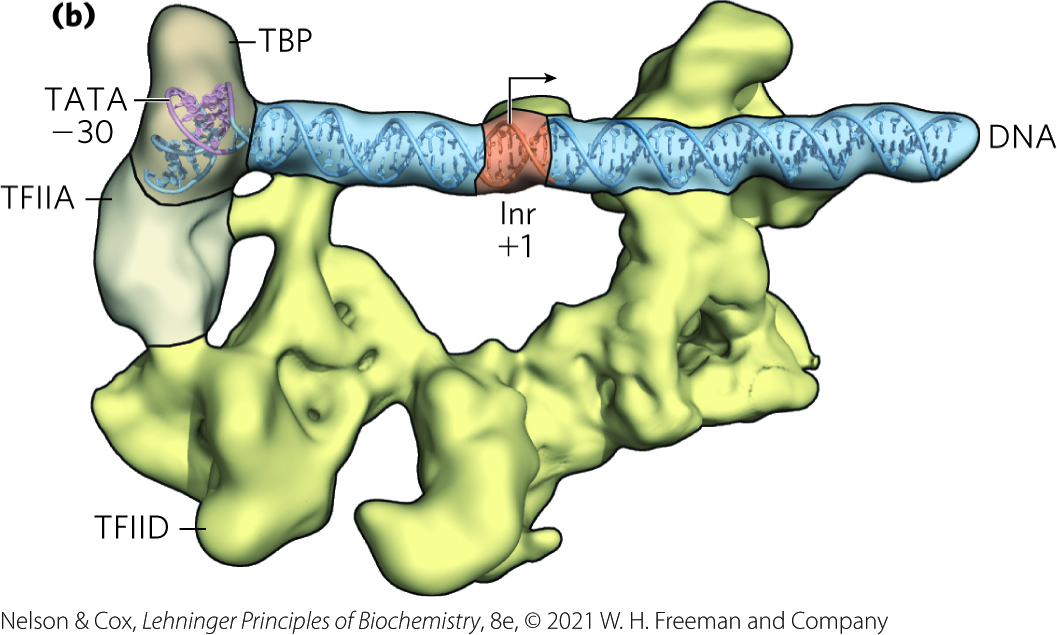 (b)
TBP
TATA
−30
DNA
TFIIA
Inr
+1
TFIID
Nelson & Cox, Lehninger Principles of Biochemistry, 8e, © 2021 W. H. Freeman and Company